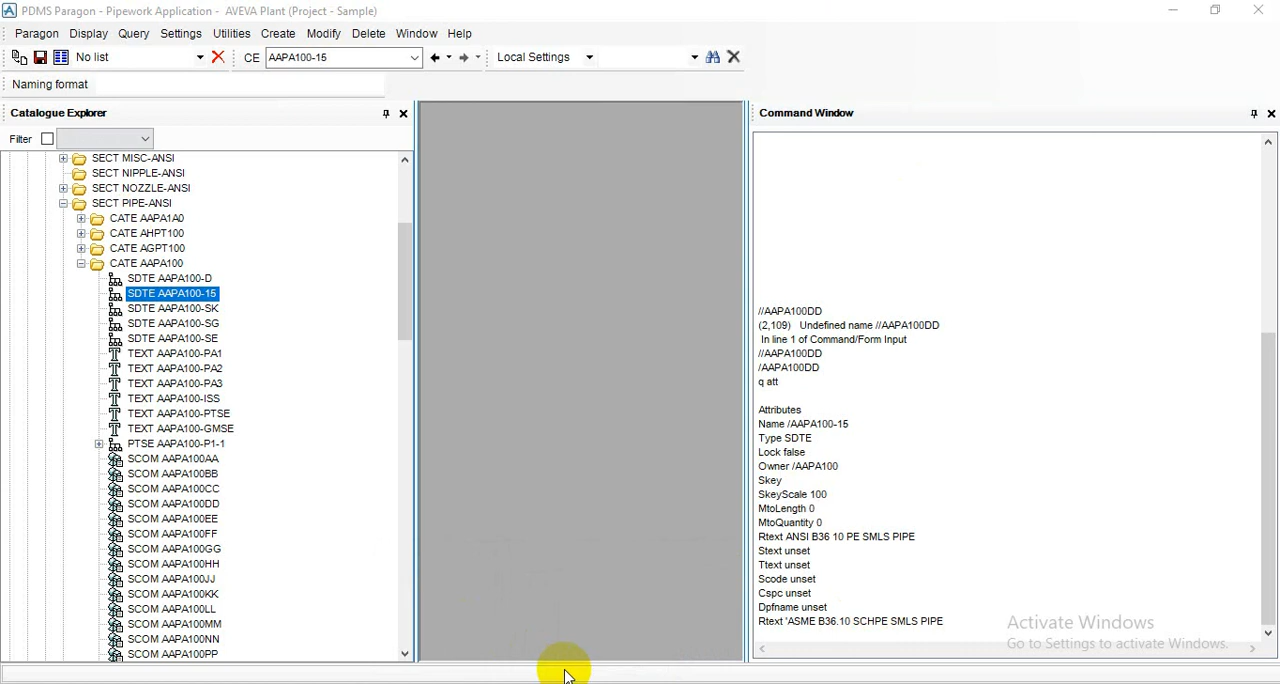 PDMS Paragon - Pipework Application - AVEVA Plant (Project - Sample)
Paragon Display Query Settings Utilities Create Modify Delete Window Help
No list CE AAPA100-15 Local Settings
Naming format
Catalogue Explorer
Filter
SECT MISC-ANSI
SECT NIPPLE-ANSI
SECT NOZZLE-ANSI
SECT PIPE-ANSI
CATE AAPA1A0
CATE AHPT100
CATE AGPT100
CATE AAPA100
SDTE AAPA100-D
SDTE AAPA100-15
SDTE AAPA100-SK
SDTE AAPA100-SG
SDTE AAPA100-SE
TEXT AAPA100-PA1
TEXT AAPA100-PA2
TEXT AAPA100-PA3
TEXT AAPA100-ISS
TEXT AAPA100-PTSE
TEXT AAPA100-GMSE
PTSE AAPA100-P1-1
SCOM AAPA100AA
SCOM AAPA100BB
SCOM AAPA100CC
SCOM AAPA100DD
SCOM AAPA100EE
SCOM AAPA100FF
SCOM AAPA100GG
SCOM AAPA100HH
SCOM AAPA100JJ
SCOM AAPA100KK
SCOM AAPA100LL
SCOM AAPA100MM
SCOM AAPA100NN
SCOM AAPA100PP
Command Window
//AAPA100DD
(2,109) Undefined name //AAPA100DD
In line 1 of Command/Form Input
//AAPA100DD
/AAPA100DD
q att
Attributes
Name /AAPA100-15
Type SDTE
Lock false
Owner /AAPA100
Skey
SkeyScale 100
MtoLength 0
MtoQuantity 0
Rtext ANSI B36 10 PE SMLS PIPE
Stext unset
Ttext unset
Scode unset
Cspc unset
Dpfname unset
Rtext 'ASME B36.10 SCHPE SMLS PIPE
Activate Windows
Go to Settings to activate Windows.